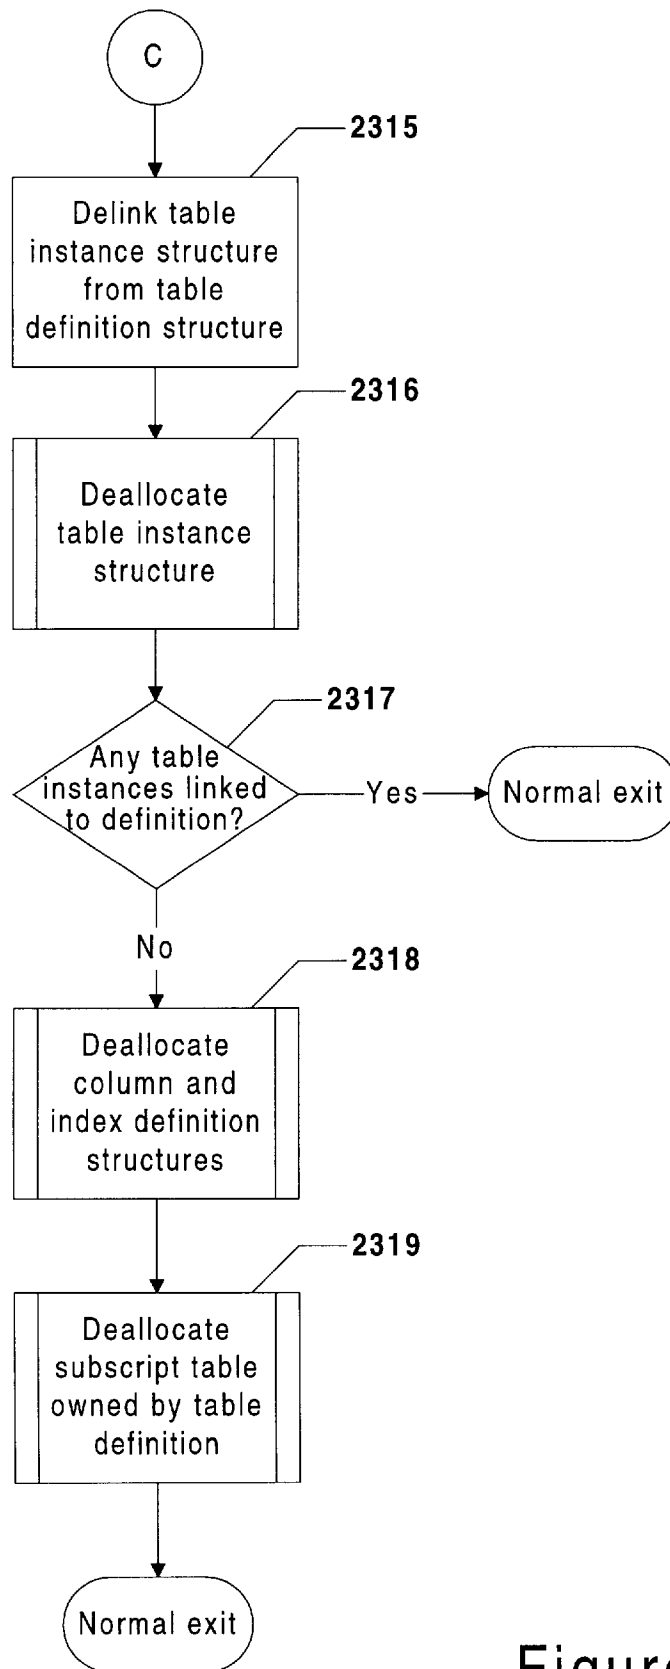 C
2315
Delink table
instance structure
from table
definition structure
2316
Deallocate
table instance
structure
2317
Any table
instances linked
to definition?
Yes
Normal exit
No
2318
Deallocate
column and
index definition
structures
2319
Deallocate
subscript table
owned by table
definition
Normal exit
Figure